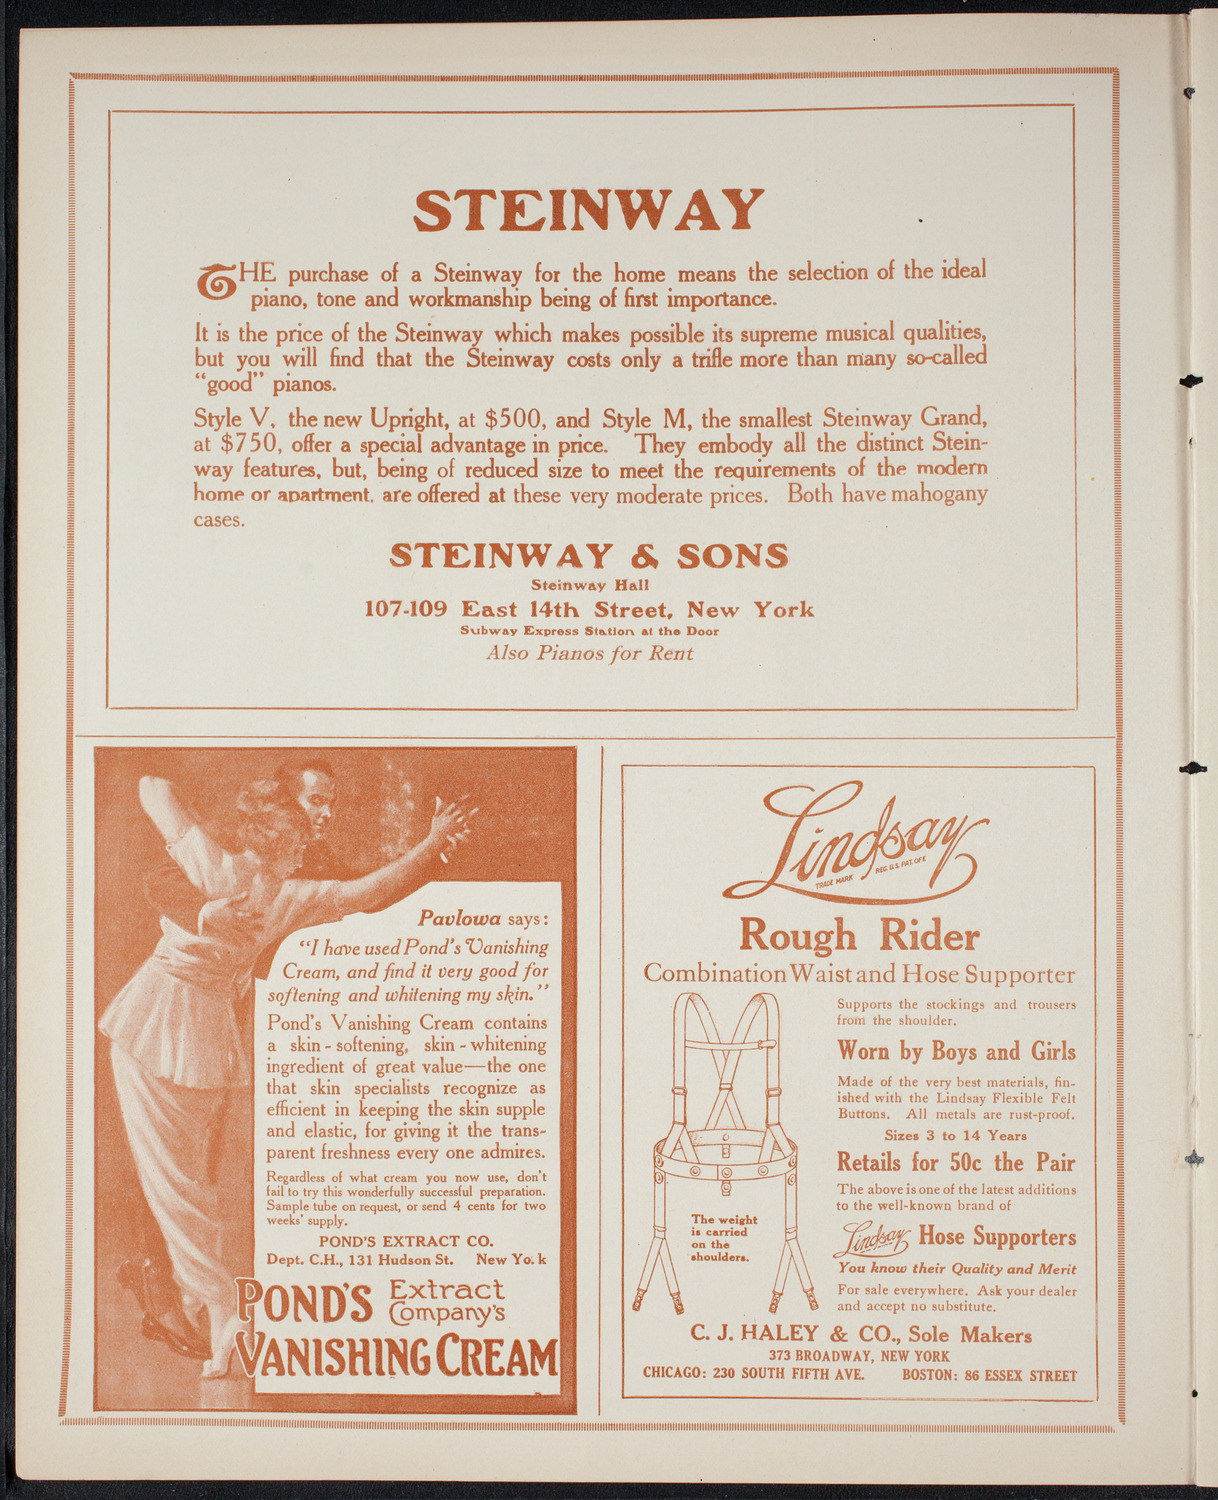 STEINWAY
THE purchase of a Steinway for the home means the selection of the ideal
piano, tone and workmanship being of first importance.
It is the price of the Steinway which makes possible its supreme musical qualities,
but you will find that the Steinway costs only a trifle more than many so-called
"good" pianos.
Style V, the new Upright, at $500, and Style M, the smallest Steinway Grand,
at $750, offer a special advantage in price. They embody all the distinct Stein-
way features, but, being of reduced size to meet the requirements of the modern
home or apartment, are offered at these very moderate prices. Both have mahogany
cases.
STEINWAY & SONS
Steinway Hall
107-109 East 14th Street, New York
Subway Express Station at the Door
Also Pianos for Rent
Pavlowa says:
"I have used Pond's Vanishing
Cream, and find it very good for
softening and whitening my skin."
Pond's Vanishing Cream contains
a skin-softening, skin-whitening
ingredient of great value—the one
that skin specialists recognize as
efficient in keeping the skin supple
and elastic, for giving it the trans-
parent freshness every one admires.
Regardless of what cream you now use, don't
fail to try this wonderfully successful preparation.
Sample tube on request, or send 4 cents for two
weeks' supply.
POND'S EXTRACT CO.
Dept. C.H., 131 Hudson St. New Yo.k
POND'S Extract
Company's
VANISHING CREAM
Lindsay
TRADE MARK REG. U.S. PAT. OFF.
Rough Rider
Combination Waist and Hose Supporter
Supports the stockings and trousers
from the shoulder.
Worn by Boys and Girls
Made of the very best materials, fin-
ished with the Lindsay Flexible Felt
Buttons. All metals are rust-proof.
Sizes 3 to 14 Years
Retails for 50c the Pair
The above is one of the latest additions
to the well-known brand of
Lindsay Hose Supporters
You know their Quality and Merit
For sale everywhere. Ask your dealer
and accept no substitute.
The weight
is carried
on the
shoulders.
C. J. HALEY & CO., Sole Makers
373 BROADWAY, NEW YORK
CHICAGO: 230 SOUTH FIFTH AVE. BOSTON: 86 ESSEX STREET